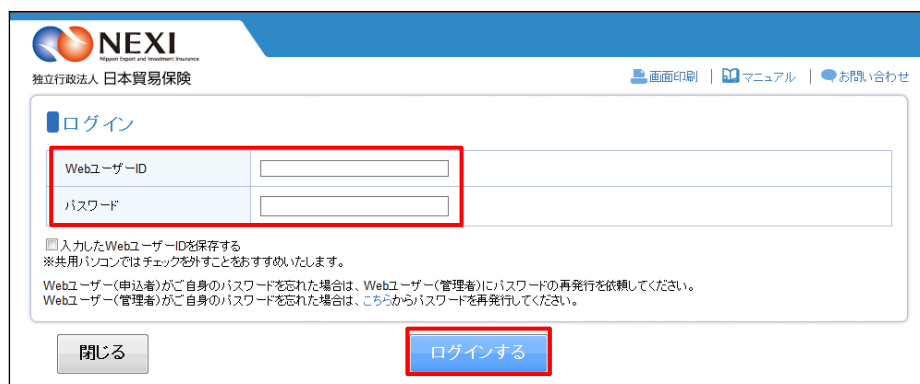 NEXI
Nippon Export and Investment Insurance
独立行政法人 日本貿易保険
画面印刷 | マニュアル | お問い合わせ
ログイン
WebユーザーID
パスワード
入力したWebユーザーIDを保存する
※共用パソコンではチェックを外すことをおすすめいたします。
Webユーザー(申込者)がご自身のパスワードを忘れた場合は、Webユーザー(管理者)にパスワードの再発行を依頼してください。
Webユーザー(管理者)がご自身のパスワードを忘れた場合は、こちらからパスワードを再発行してください。
閉じる
ログインする